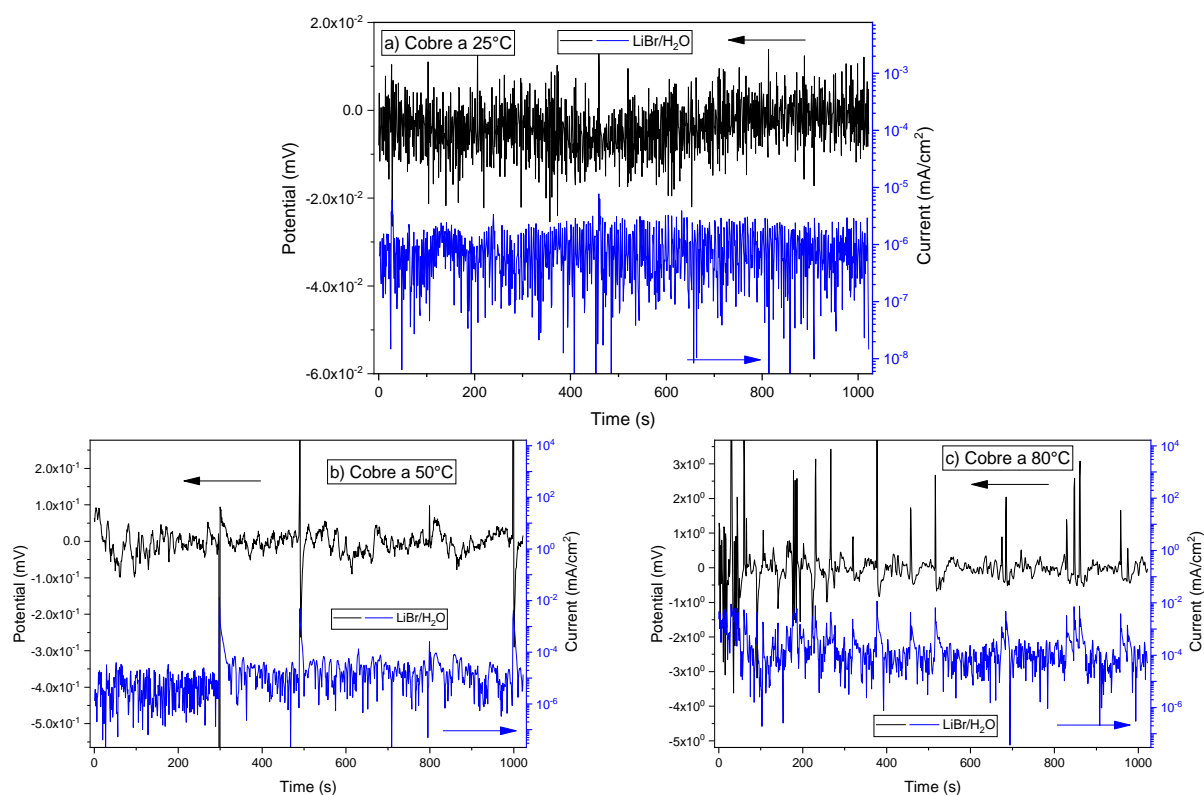 a) Cobre a 25°C
LiBr/H₂O
2.0x10⁻²
0.0
-2.0x10⁻²
-4.0x10⁻²
-6.0x10⁻²
Potential (mV)
10⁻³
10⁻⁴
10⁻⁵
10⁻⁶
10⁻⁷
10⁻⁸
Current (mA/cm²)
0 200 400 600 800 1000
Time (s)
b) Cobre a 50°C
LiBr/H₂O
2.0x10⁻¹
1.0x10⁻¹
0.0
-1.0x10⁻¹
-2.0x10⁻¹
-3.0x10⁻¹
-4.0x10⁻¹
-5.0x10⁻¹
Potential (mV)
10⁴
10²
10⁰
10⁻²
10⁻⁴
10⁻⁶
Current (mA/cm²)
0 200 400 600 800 1000
Time (s)
c) Cobre a 80°C
LiBr/H₂O
3x10⁰
2x10⁰
1x10⁰
0
-1x10⁰
-2x10⁰
-3x10⁰
-4x10⁰
-5x10⁰
Potential (mV)
10⁴
10²
10⁰
10⁻²
10⁻⁴
10⁻⁶
Current (mA/cm²)
0 200 400 600 800 1000
Time (s)